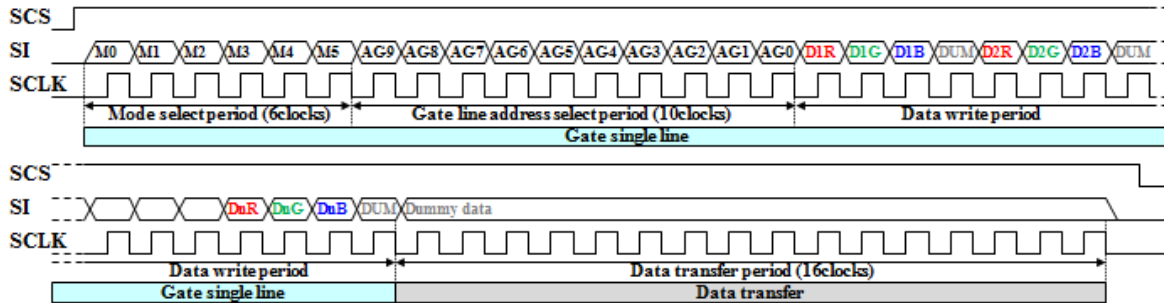 SCS
SI M0 M1 M2 M3 M4 M5 AG9 AG8 AG7 AG6 AG5 AG4 AG3 AG2 AG1 AG0 D1R D1G D1B DUM D2R D2G D2B DUM
SCLK
Mode select period (6clocks) Gate line address select period (10clocks) Data write period
Gate single line
SCS
SI DnR DnG DnB DUM Dummy data
SCLK
Data write period Data transfer period (16clocks)
Gate single line Data transfer